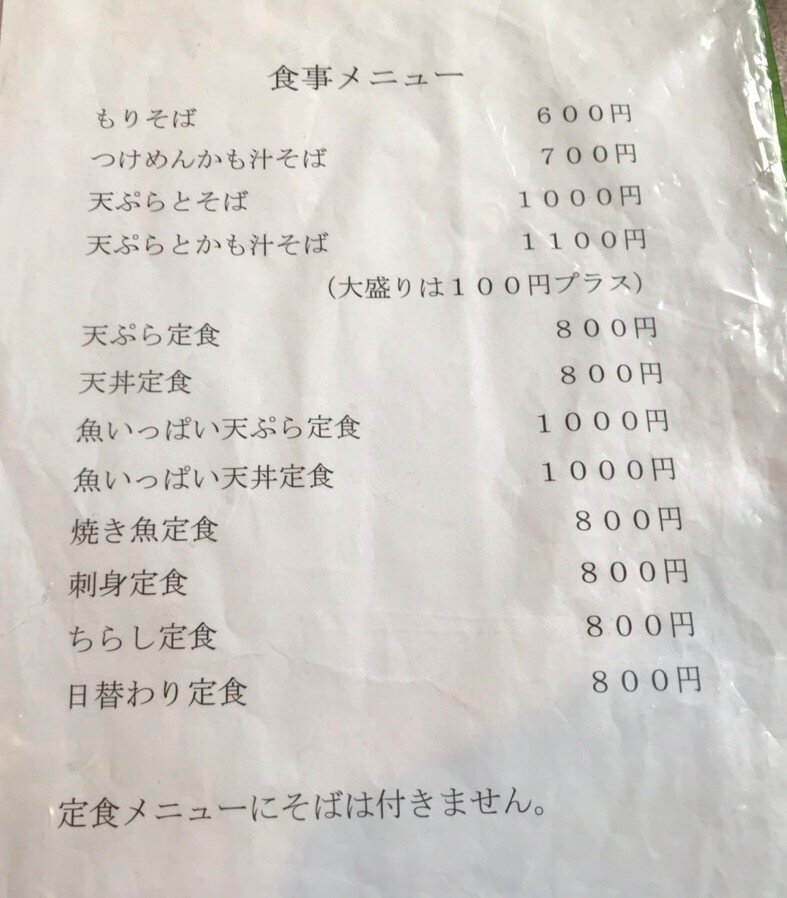 食事メニュー
もりそば ６００円
つけめんかも汁そば ７００円
天ぷらとそば １０００円
天ぷらとかも汁そば １１００円
（大盛りは１００円プラス）
天ぷら定食 ８００円
天丼定食 ８００円
魚いっぱい天ぷら定食 １０００円
魚いっぱい天丼定食 １０００円
焼き魚定食 ８００円
刺身定食 ８００円
ちらし定食 ８００円
日替わり定食 ８００円
定食メニューにそばは付きません。